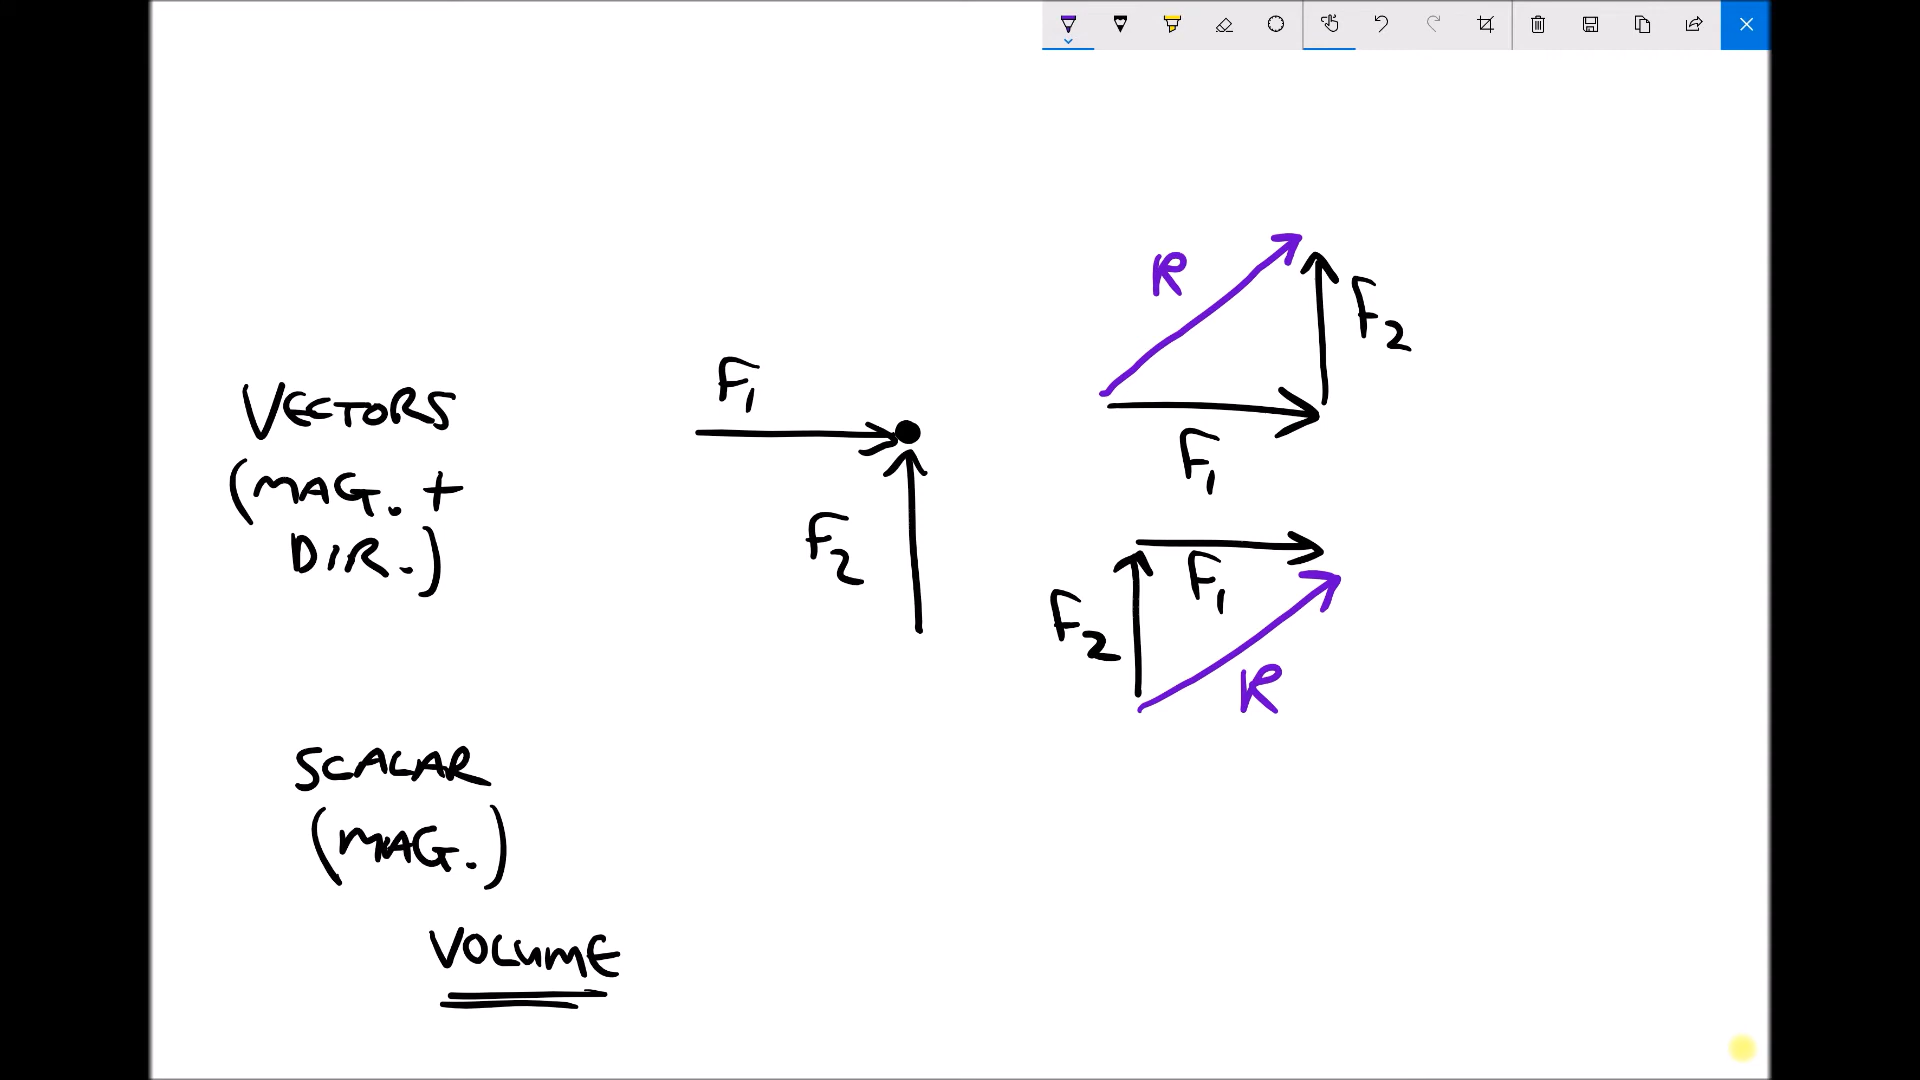 VECTORS
(MAG. +
DIR.)
F1
F2
R
F2
F1
F1
F2
R
SCALAR
(MAG.)
VOLUME